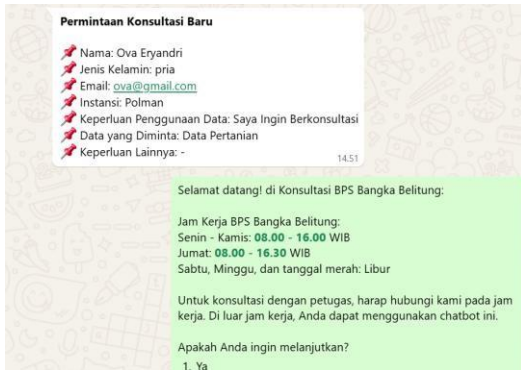 Permintaan Konsultasi Baru
Nama: Ova Eryandri
Jenis Kelamin: pria
Email: ova@gmail.com
Instansi: Polman
Keperluan Penggunaan Data: Saya Ingin Berkonsultasi
Data yang Diminta: Data Pertanian
Keperluan Lainnya: -
14.51
Selamat datang! di Konsultasi BPS Bangka Belitung:
Jam Kerja BPS Bangka Belitung:
Senin - Kamis: 08.00 - 16.00 WIB
Jumat: 08.00 - 16.30 WIB
Sabtu, Minggu, dan tanggal merah: Libur
Untuk konsultasi dengan petugas, harap hubungi kami pada jam
kerja. Di luar jam kerja, Anda dapat menggunakan chatbot ini.
Apakah Anda ingin melanjutkan?
1. Ya